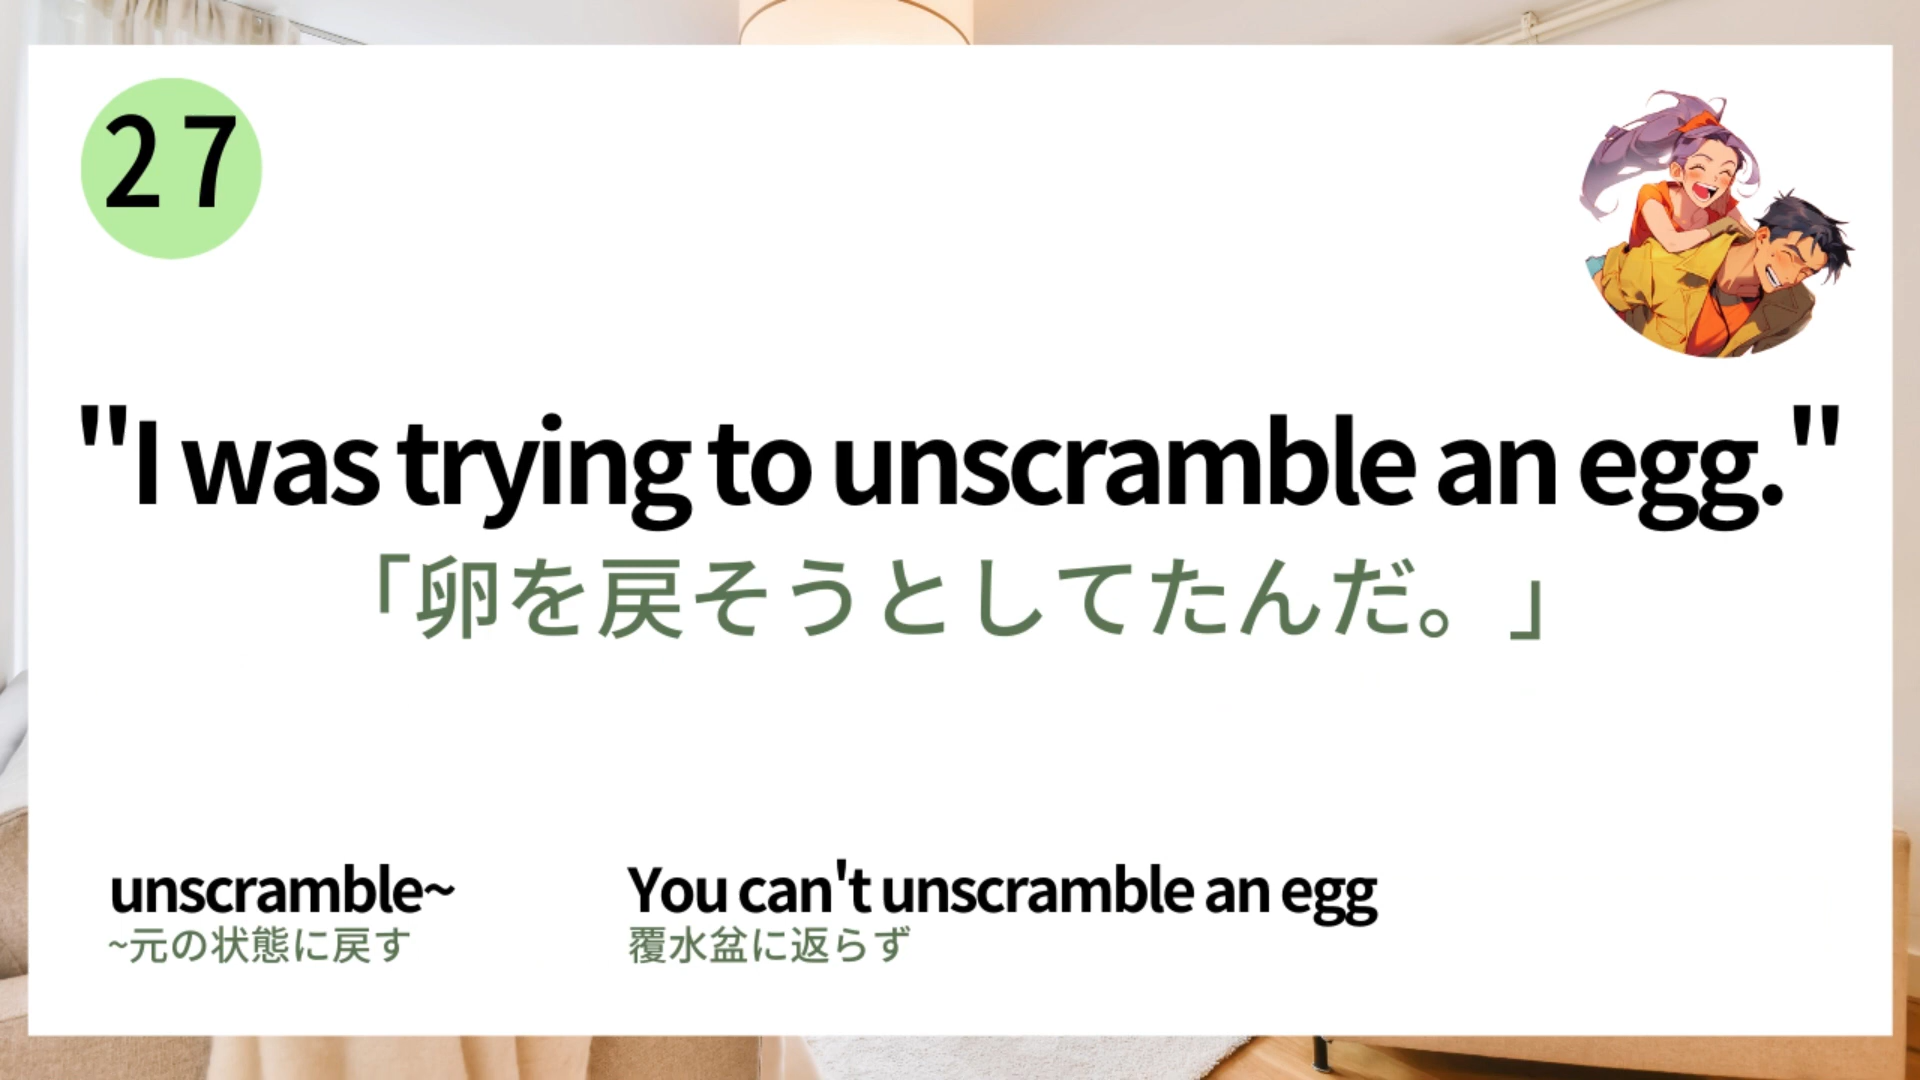 27
"I was trying to unscramble an egg."
「卵を戻そうとしてたんだ。」
unscramble~
~元の状態に戻す
You can't unscramble an egg
覆水盆に返らず